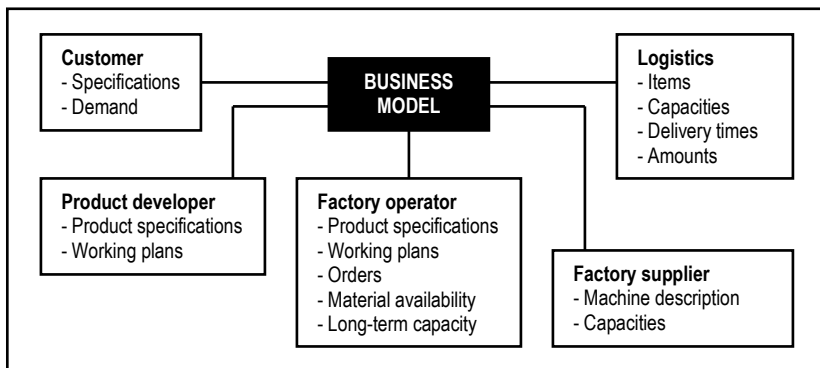 Customer
- Specifications
- Demand
BUSINESS
MODEL
Logistics
- Items
- Capacities
- Delivery times
- Amounts
Product developer
- Product specifications
- Working plans
Factory operator
- Product specifications
- Working plans
- Orders
- Material availability
- Long-term capacity
Factory supplier
- Machine description
- Capacities